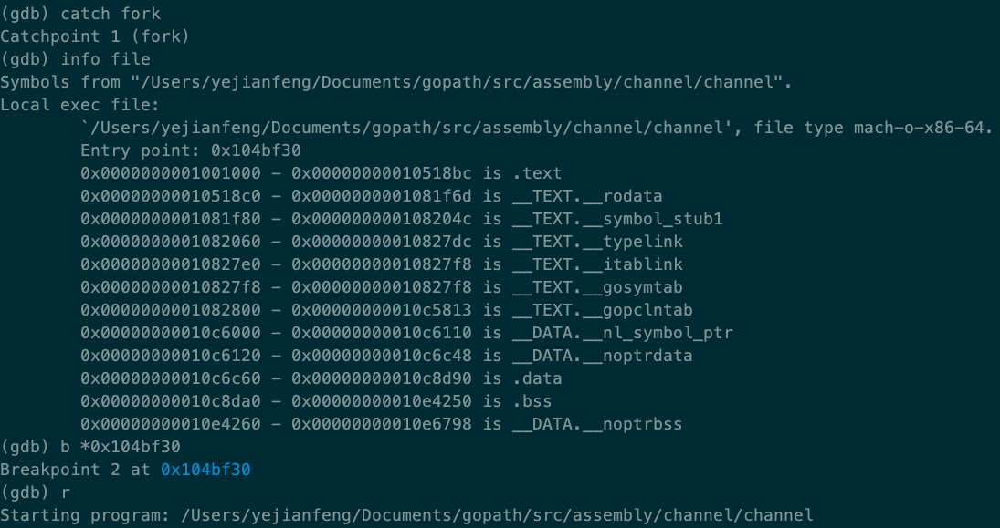 (gdb) catch fork
Catchpoint 1 (fork)
(gdb) info file
Symbols from "/Users/yejianfeng/Documents/gopath/src/assembly/channel/channel".
Local exec file:
        `/Users/yejianfeng/Documents/gopath/src/assembly/channel/channel', file type mach-o-x86-64.
        Entry point: 0x104bf30
        0x0000000001001000 - 0x00000000010518bc is .text
        0x00000000010518c0 - 0x0000000001081f6d is __TEXT.__rodata
        0x0000000001081f80 - 0x000000000108204c is __TEXT.__symbol_stub1
        0x0000000001082060 - 0x00000000010827dc is __TEXT.__typelink
        0x00000000010827e0 - 0x00000000010827f8 is __TEXT.__itablink
        0x00000000010827f8 - 0x00000000010827f8 is __TEXT.__gosymtab
        0x0000000001082800 - 0x00000000010c5813 is __TEXT.__gopclntab
        0x00000000010c6000 - 0x00000000010c6110 is __DATA.__nl_symbol_ptr
        0x00000000010c6120 - 0x00000000010c6c48 is __DATA.__noptrdata
        0x00000000010c6c60 - 0x00000000010c8d90 is .data
        0x00000000010c8da0 - 0x00000000010e4250 is .bss
        0x00000000010e4260 - 0x00000000010e6798 is __DATA.__noptrbss
(gdb) b *0x104bf30
Breakpoint 2 at 0x104bf30
(gdb) r
Starting program: /Users/yejianfeng/Documents/gopath/src/assembly/channel/channel